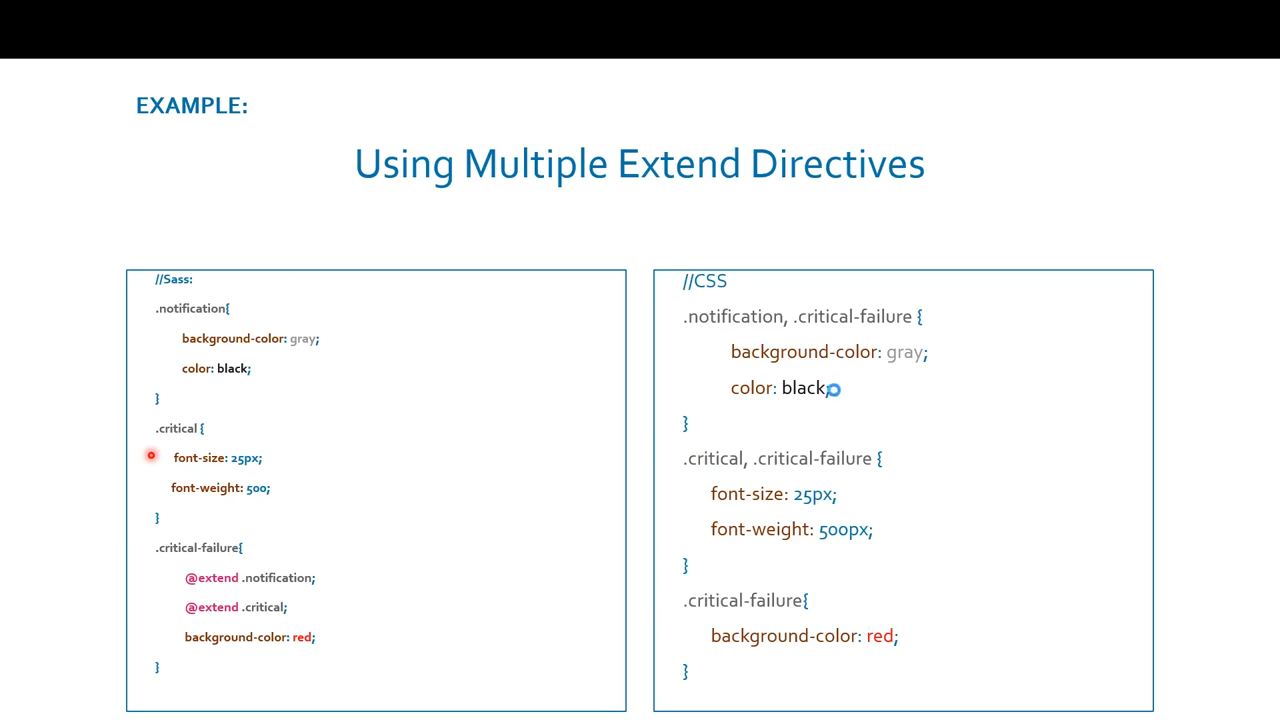 EXAMPLE:
Using Multiple Extend Directives
//Sass:
.notification{
background-color: gray;
color: black;
}
.critical {
font-size: 25px;
font-weight: 500;
}
.critical-failure{
@extend .notification;
@extend .critical;
background-color: red;
}
//CSS
.notification, .critical-failure {
background-color: gray;
color: black;
}
.critical, .critical-failure {
font-size: 25px;
font-weight: 500px;
}
.critical-failure{
background-color: red;
}